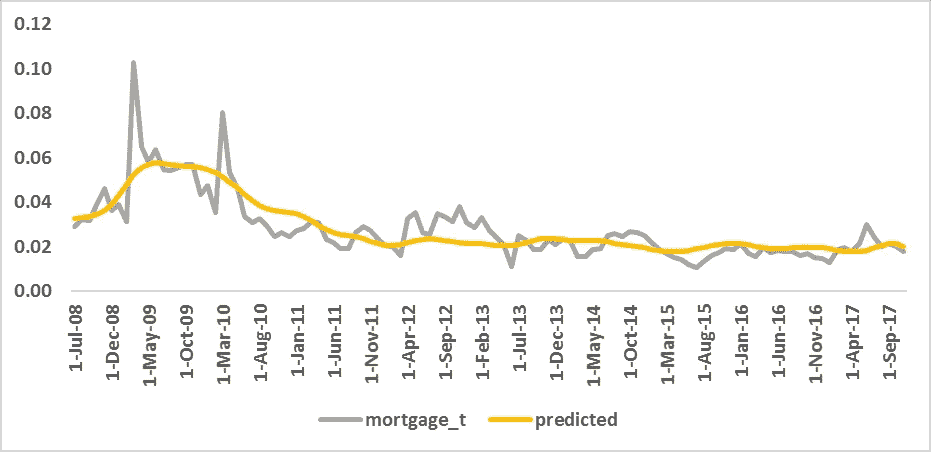 0.12
0.10
0.08
0.06
0.04
0.02
0.00
1-Jul-08
1-Dec-08
1-May-09
1-Oct-09
1-Mar-10
1-Aug-10
1-Jan-11
1-Jun-11
1-Nov-11
1-Apr-12
1-Sep-12
1-Feb-13
1-Jul-13
1-Dec-13
1-May-14
1-Oct-14
1-Mar-15
1-Aug-15
1-Jan-16
1-Jun-16
1-Nov-16
1-Apr-17
1-Sep-17
mortgage_t predicted